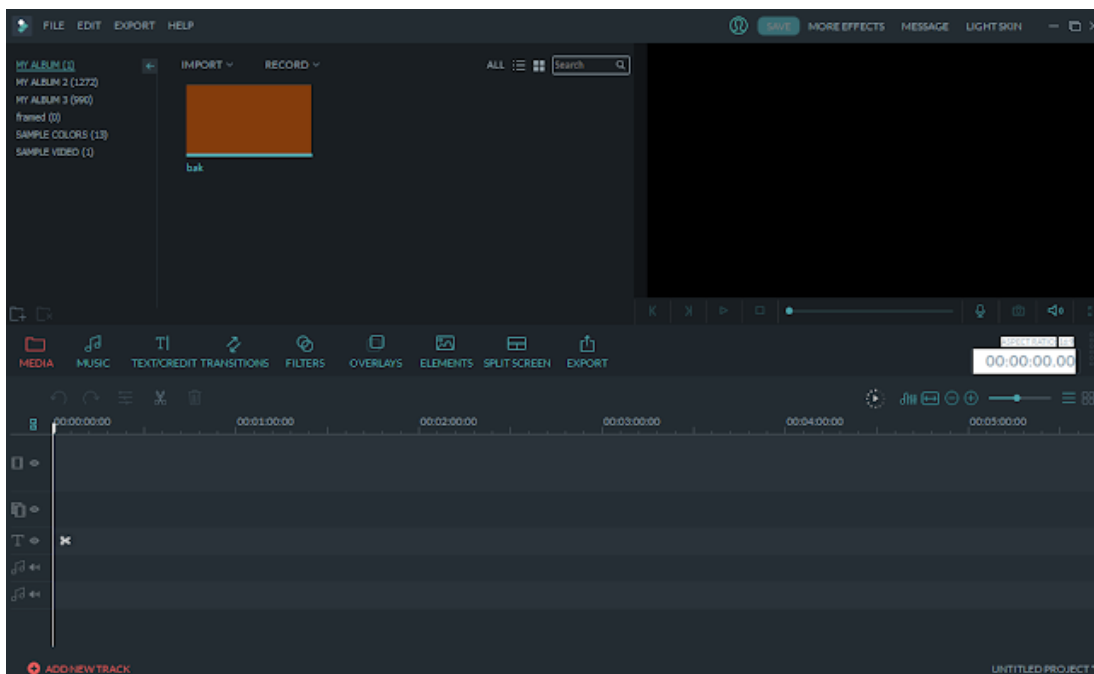 FILE EDIT EXPORT HELP SAVE MORE EFFECTS MESSAGE LIGHT SKIN
MY ALBUM (1) IMPORT RECORD ALL Search
MY ALBUM 2 (1272)
MY ALBUM 3 (990)
framed (0)
SAMPLE COLORS (13)
SAMPLE VIDEO (1)
bak
MEDIA MUSIC TEXT/CREDIT TRANSITIONS FILTERS OVERLAYS ELEMENTS SPLIT SCREEN EXPORT
ASPECT RATIO
00:00:00.00
00:00:00:00 00:01:00:00 00:02:00:00 00:03:00:00 00:04:00:00 00:05:00:00
ADD NEW TRACK UNTITLED PROJECT *